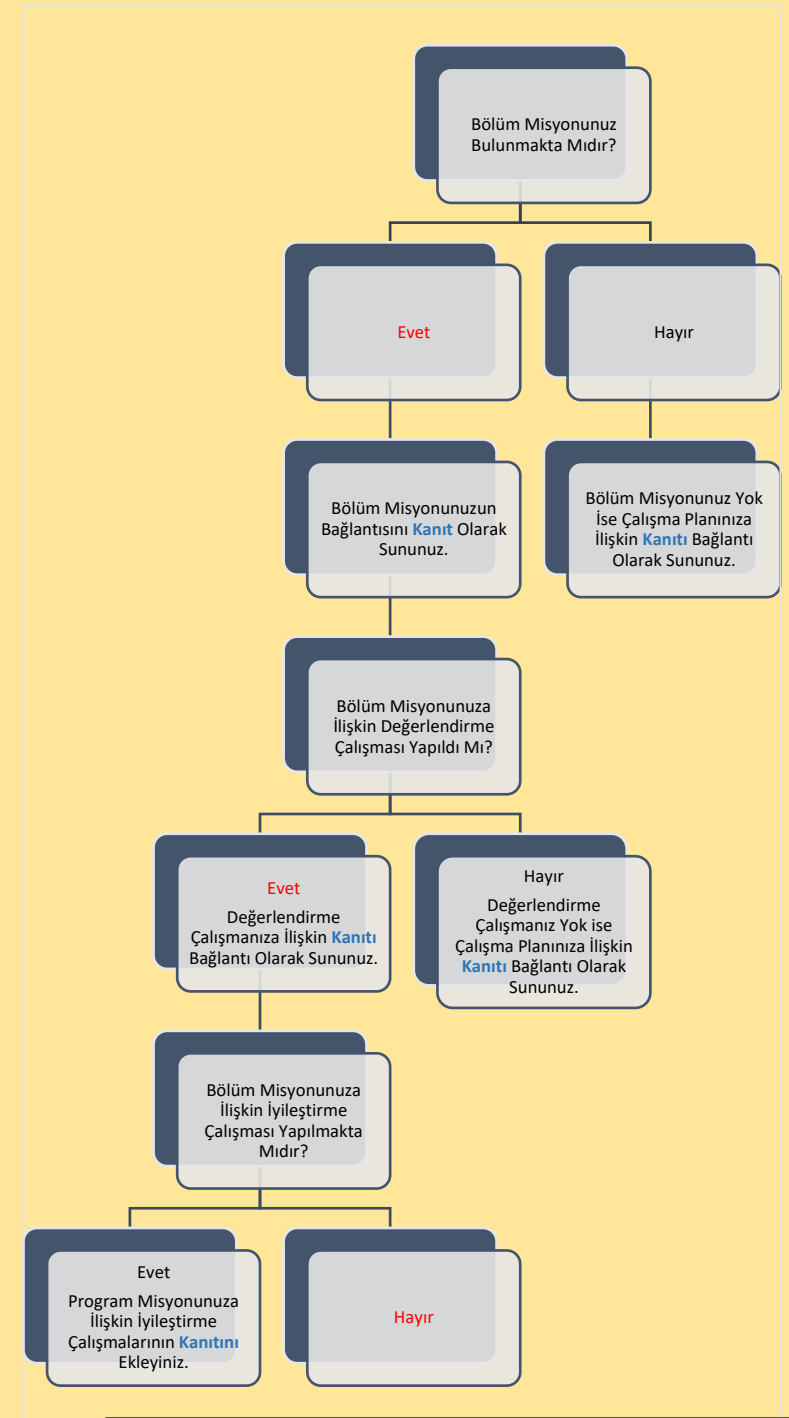 Bölüm Misyonunuz
Bulunmakta Mıdır?
Evet
Hayır
Bölüm Misyonunuzun
Bağlantısını Kanıt Olarak
Sununuz.
Bölüm Misyonunuz Yok
İse Çalışma Planınıza
İlişkin Kanıtı Bağlantı
Olarak Sununuz.
Bölüm Misyonunuza
İlişkin Değerlendirme
Çalışması Yapıldı Mı?
Evet
Değerlendirme
Çalışmanıza İlişkin Kanıtı
Bağlantı Olarak Sununuz.
Hayır
Değerlendirme
Çalışmanız Yok ise
Çalışma Planınıza İlişkin
Kanıtı Bağlantı Olarak
Sununuz.
Bölüm Misyonunuza
İlişkin İyileştirme
Çalışması Yapılmakta
Mıdır?
Evet
Program Misyonunuza
İlişkin İyileştirme
Çalışmalarının Kanıtını
Ekleyiniz.
Hayır